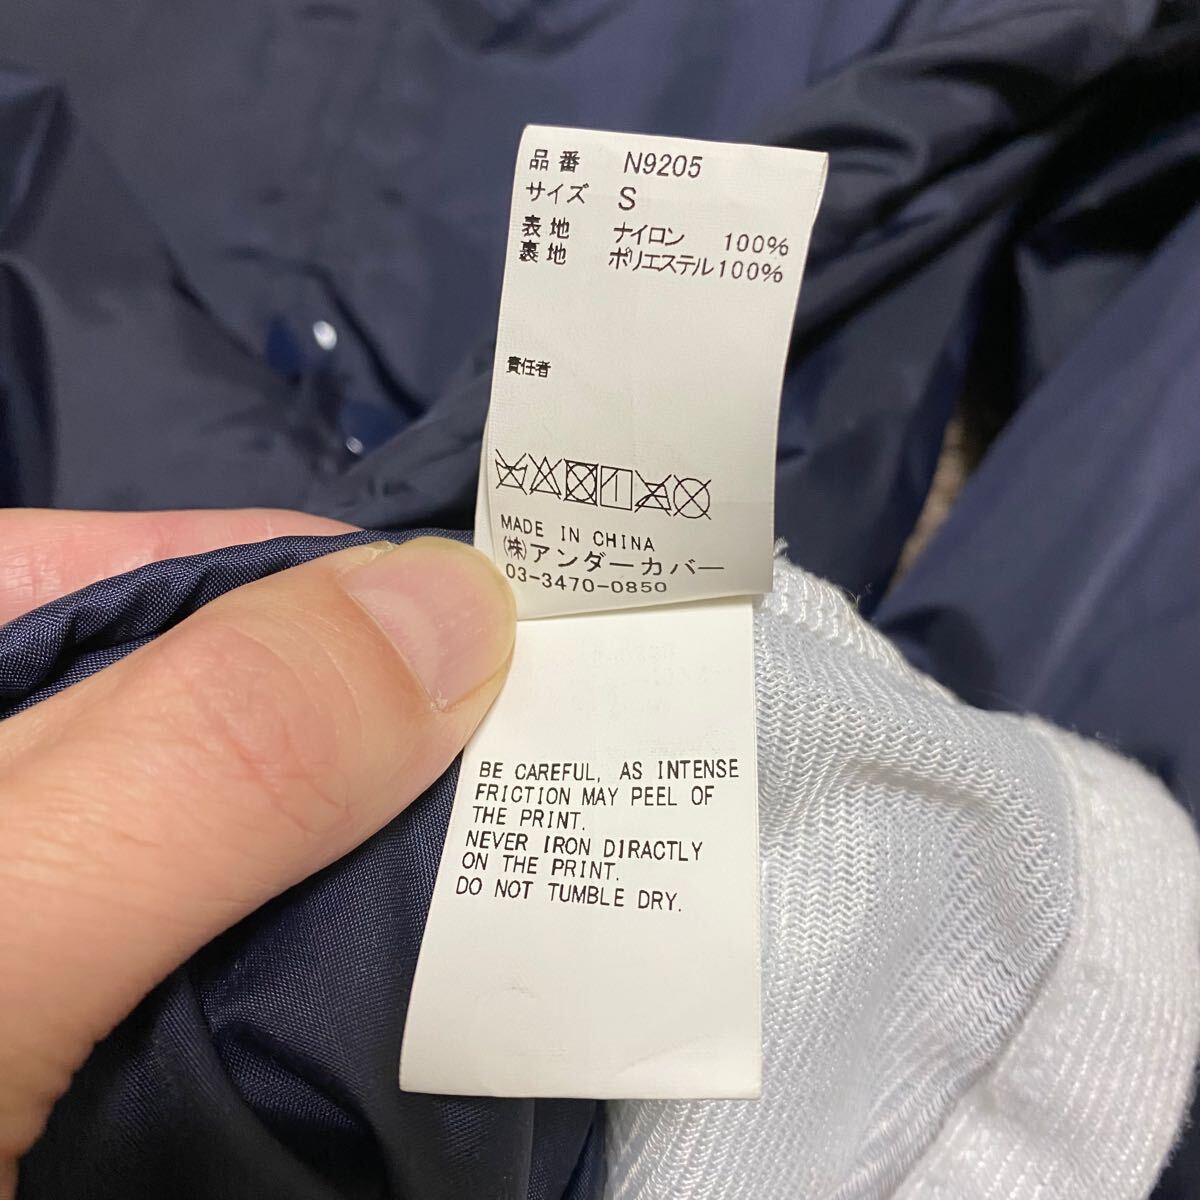 品番 N9205
サイズ S
表地 ナイロン 100%
裏地 ポリエステル100%
責任者
MADE IN CHINA
(株)アンダーカバー
03-3470-0850
BE CAREFUL, AS INTENSE
FRICTION MAY PEEL OF
THE PRINT.
NEVER IRON DIRACTLY
ON THE PRINT.
DO NOT TUMBLE DRY.